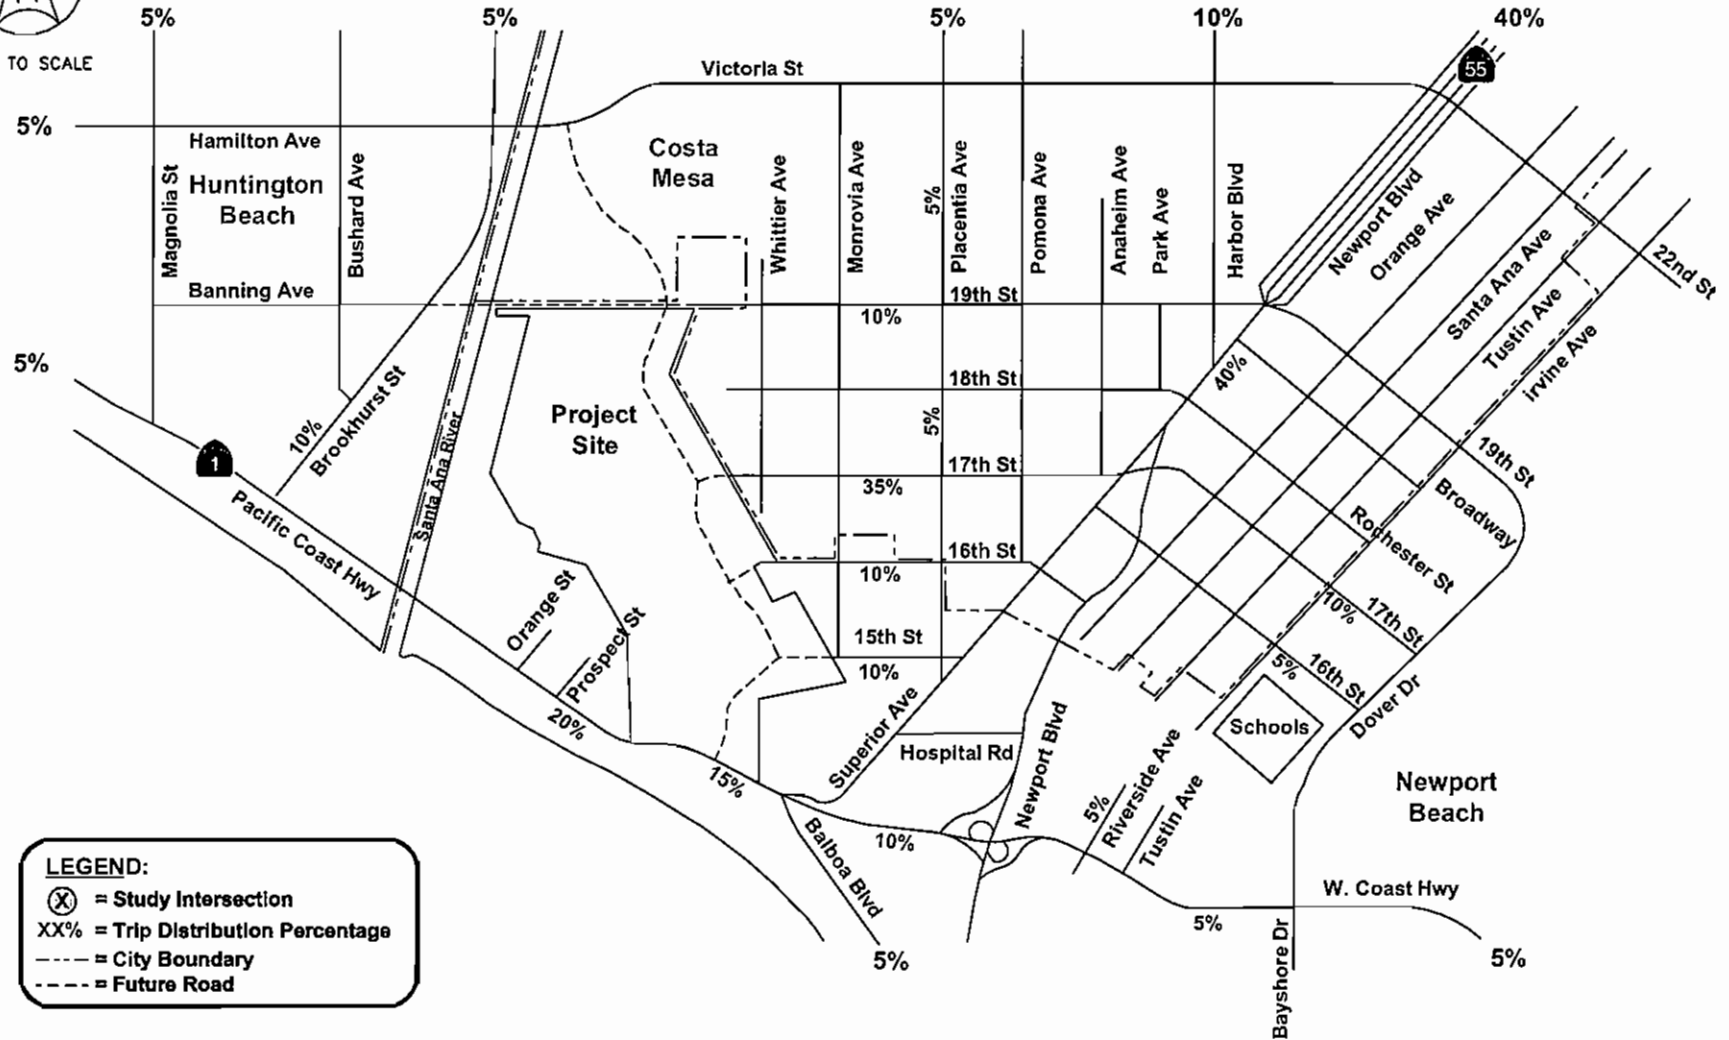 5%
5%
5%
10%
40%
TO SCALE
55
Victoria St
5%
Hamilton Ave
Costa
Mesa
Huntington
Beach
Magnolia St
Bushard Ave
Whittier Ave
Monrovia Ave
5%
Placentia Ave
Pomona Ave
Anaheim Ave
Park Ave
Harbor Blvd
Newport Blvd
Orange Ave
Santa Ana Ave
Tustin Ave
Irvine Ave
22nd St
Banning Ave
19th St
10%
5%
18th St
40%
Project
Site
10%
Brookhurst St
Santa Ana River
5%
1
17th St
35%
19th St
Broadway
Rochester St
Pacific Coast Hwy
16th St
10%
10%
17th St
Orange St
Prospect St
15th St
10%
5%
16th St
Dover Dr
20%
Superior Ave
Schools
Hospital Rd
Newport Blvd
15%
5%
Riverside Ave
Tustin Ave
Newport
Beach
10%
Balboa Blvd
W. Coast Hwy
5%
5%
5%
Bayshore Dr
LEGEND:
X = Study Intersection
XX% = Trip Distribution Percentage
= City Boundary
= Future Road